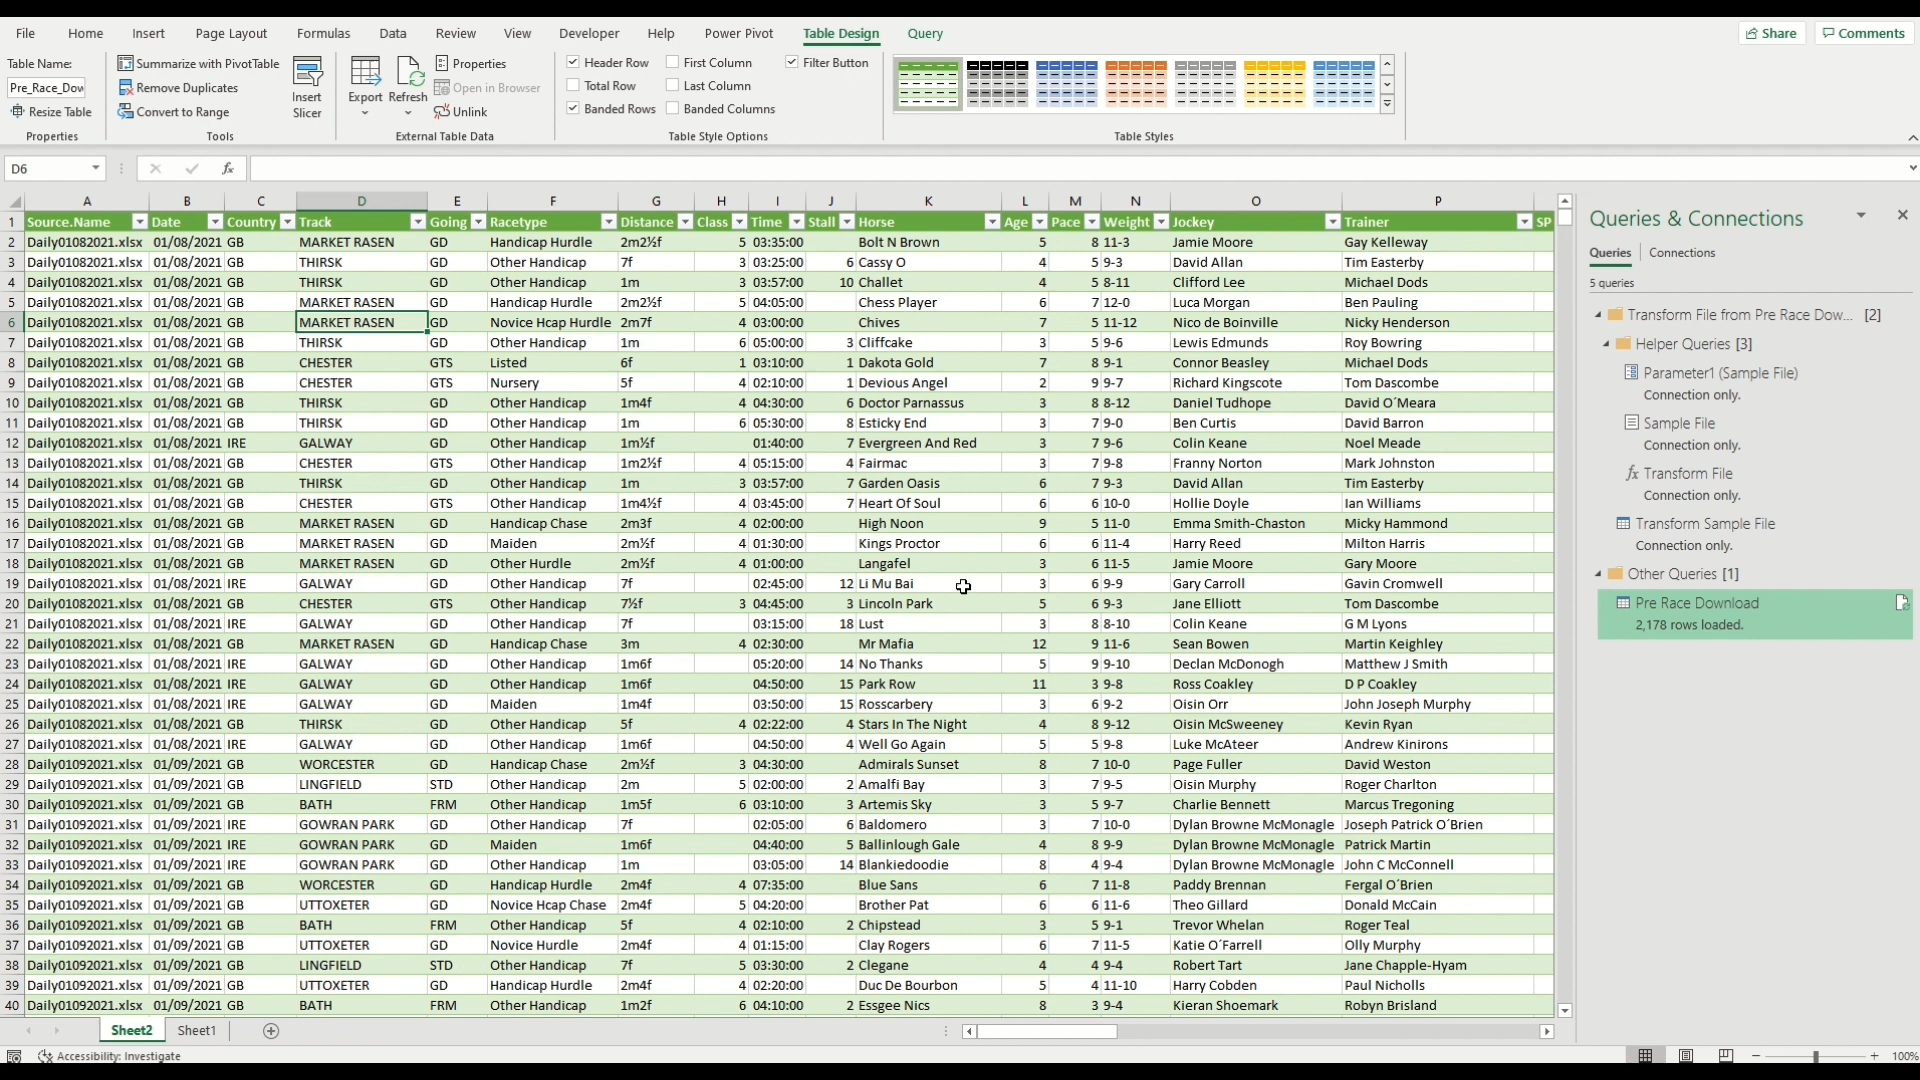 File Home Insert Page Layout Formulas Data Review View Developer Help Power Pivot Table Design Query Share Comments
Table Name: Summarize with PivotTable Properties Header Row First Column Filter Button
Pre_Race_Dow Remove Duplicates Insert Slicer Export Refresh Open in Browser Total Row Last Column
Resize Table Convert to Range Unlink Banded Rows Banded Columns
Properties Tools External Table Data Table Style Options Table Styles
D6 fx
A B C D E F G H I J K L M N O P
1 Source.Name Date Country Track Going Racetype Distance Class Time Stall Horse Age Pace Weight Jockey Trainer SP
2 Daily01082021.xlsx 01/08/2021 GB MARKET RASEN GD Handicap Hurdle 2m2½f 5 03:35:00 Bolt N Brown 5 8 11-3 Jamie Moore Gay Kelleway
3 Daily01082021.xlsx 01/08/2021 GB THIRSK GD Other Handicap 7f 3 03:25:00 6 Cassy O 4 5 9-3 David Allan Tim Easterby
4 Daily01082021.xlsx 01/08/2021 GB THIRSK GD Other Handicap 1m 3 03:57:00 10 Challet 4 5 8-11 Clifford Lee Michael Dods
5 Daily01082021.xlsx 01/08/2021 GB MARKET RASEN GD Handicap Hurdle 2m2½f 5 04:05:00 Chess Player 6 7 12-0 Luca Morgan Ben Pauling
6 Daily01082021.xlsx 01/08/2021 GB MARKET RASEN GD Novice Hcap Hurdle 2m7f 4 03:00:00 Chives 7 5 11-12 Nico de Boinville Nicky Henderson
7 Daily01082021.xlsx 01/08/2021 GB THIRSK GD Other Handicap 1m 6 05:00:00 3 Cliffcake 3 5 9-6 Lewis Edmunds Roy Bowring
8 Daily01082021.xlsx 01/08/2021 GB CHESTER GTS Listed 6f 1 03:10:00 1 Dakota Gold 7 8 9-1 Connor Beasley Michael Dods
9 Daily01082021.xlsx 01/08/2021 GB CHESTER GTS Nursery 5f 4 02:10:00 1 Devious Angel 2 9 9-7 Richard Kingscote Tom Dascombe
10 Daily01082021.xlsx 01/08/2021 GB THIRSK GD Other Handicap 1m4f 4 04:30:00 6 Doctor Parnassus 3 8 8-12 Daniel Tudhope David O´Meara
11 Daily01082021.xlsx 01/08/2021 GB THIRSK GD Other Handicap 1m 6 05:30:00 8 Esticky End 3 7 9-0 Ben Curtis David Barron
12 Daily01082021.xlsx 01/08/2021 IRE GALWAY GD Other Handicap 1m½f 01:40:00 7 Evergreen And Red 3 7 9-6 Colin Keane Noel Meade
13 Daily01082021.xlsx 01/08/2021 GB CHESTER GTS Other Handicap 1m2½f 4 05:15:00 4 Fairmac 3 7 9-8 Franny Norton Mark Johnston
14 Daily01082021.xlsx 01/08/2021 GB THIRSK GD Other Handicap 1m 3 03:57:00 7 Garden Oasis 6 7 9-3 David Allan Tim Easterby
15 Daily01082021.xlsx 01/08/2021 GB CHESTER GTS Other Handicap 1m4½f 4 03:45:00 7 Heart Of Soul 6 6 10-0 Hollie Doyle Ian Williams
16 Daily01082021.xlsx 01/08/2021 GB MARKET RASEN GD Handicap Chase 2m3f 4 02:00:00 High Noon 9 5 11-0 Emma Smith-Chaston Micky Hammond
17 Daily01082021.xlsx 01/08/2021 GB MARKET RASEN GD Maiden 2m½f 4 01:30:00 Kings Proctor 6 6 11-4 Harry Reed Milton Harris
18 Daily01082021.xlsx 01/08/2021 GB MARKET RASEN GD Other Hurdle 2m½f 4 01:00:00 Langafel 3 6 11-5 Jamie Moore Gary Moore
19 Daily01082021.xlsx 01/08/2021 IRE GALWAY GD Other Handicap 7f 02:45:00 12 Li Mu Bai 3 6 9-9 Gary Carroll Gavin Cromwell
20 Daily01082021.xlsx 01/08/2021 GB CHESTER GTS Other Handicap 7½f 3 04:45:00 3 Lincoln Park 5 6 9-3 Jane Elliott Tom Dascombe
21 Daily01082021.xlsx 01/08/2021 IRE GALWAY GD Other Handicap 7f 03:15:00 18 Lust 3 8 8-10 Colin Keane G M Lyons
22 Daily01082021.xlsx 01/08/2021 GB MARKET RASEN GD Handicap Chase 3m 4 02:30:00 Mr Mafia 12 9 11-6 Sean Bowen Martin Keighley
23 Daily01082021.xlsx 01/08/2021 IRE GALWAY GD Other Handicap 1m6f 05:20:00 14 No Thanks 5 9 9-10 Declan McDonogh Matthew J Smith
24 Daily01082021.xlsx 01/08/2021 IRE GALWAY GD Other Handicap 1m6f 04:50:00 15 Park Row 11 3 9-8 Ross Coakley D P Coakley
25 Daily01082021.xlsx 01/08/2021 IRE GALWAY GD Maiden 1m4f 03:50:00 15 Rosscarbery 3 6 9-2 Oisin Orr John Joseph Murphy
26 Daily01082021.xlsx 01/08/2021 GB THIRSK GD Other Handicap 5f 4 02:22:00 4 Stars In The Night 4 8 9-12 Oisin McSweeney Kevin Ryan
27 Daily01082021.xlsx 01/08/2021 IRE GALWAY GD Other Handicap 1m6f 04:50:00 4 Well Go Again 5 5 9-8 Luke McAteer Andrew Kinirons
28 Daily01092021.xlsx 01/09/2021 GB WORCESTER GD Handicap Chase 2m½f 3 04:30:00 Admirals Sunset 8 7 10-0 Page Fuller David Weston
29 Daily01092021.xlsx 01/09/2021 GB LINGFIELD STD Other Handicap 2m 5 02:00:00 2 Amalfi Bay 3 7 9-5 Oisin Murphy Roger Charlton
30 Daily01092021.xlsx 01/09/2021 GB BATH FRM Other Handicap 1m5f 6 03:10:00 3 Artemis Sky 3 5 9-7 Charlie Bennett Marcus Tregoning
31 Daily01092021.xlsx 01/09/2021 IRE GOWRAN PARK GD Other Handicap 7f 02:05:00 6 Baldomero 3 7 10-0 Dylan Browne McMonagle Joseph Patrick O´Brien
32 Daily01092021.xlsx 01/09/2021 IRE GOWRAN PARK GD Maiden 1m6f 04:40:00 5 Ballinlough Gale 4 8 9-9 Dylan Browne McMonagle Patrick Martin
33 Daily01092021.xlsx 01/09/2021 IRE GOWRAN PARK GD Other Handicap 1m 03:05:00 14 Blankiedoodie 8 4 9-4 Dylan Browne McMonagle John C McConnell
34 Daily01092021.xlsx 01/09/2021 GB WORCESTER GD Handicap Hurdle 2m4f 4 07:35:00 Blue Sans 6 7 11-8 Paddy Brennan Fergal O´Brien
35 Daily01092021.xlsx 01/09/2021 GB UTTOXETER GD Novice Hcap Chase 2m4f 5 04:20:00 Brother Pat 6 6 11-6 Theo Gillard Donald McCain
36 Daily01092021.xlsx 01/09/2021 GB BATH FRM Other Handicap 5f 4 02:10:00 2 Chipstead 3 5 9-1 Trevor Whelan Roger Teal
37 Daily01092021.xlsx 01/09/2021 GB UTTOXETER GD Novice Hurdle 2m4f 4 01:15:00 Clay Rogers 6 7 11-5 Katie O´Farrell Olly Murphy
38 Daily01092021.xlsx 01/09/2021 GB LINGFIELD STD Other Handicap 7f 5 03:30:00 2 Clegane 4 4 9-4 Robert Tart Jane Chapple-Hyam
39 Daily01092021.xlsx 01/09/2021 GB UTTOXETER GD Handicap Hurdle 2m4f 4 02:20:00 Duc De Bourbon 5 4 11-10 Harry Cobden Paul Nicholls
40 Daily01092021.xlsx 01/09/2021 GB BATH FRM Other Handicap 1m2f 6 04:10:00 2 Essgee Nics 8 3 9-4 Kieran Shoemark Robyn Brisland
Sheet2 Sheet1
Accessibility: Investigate 100%
Queries & Connections
Queries Connections
5 queries
Transform File from Pre Race Dow... [2]
Helper Queries [3]
Parameter1 (Sample File)
Connection only.
Sample File
Connection only.
fx Transform File
Connection only.
Transform Sample File
Connection only.
Other Queries [1]
Pre Race Download
2,178 rows loaded.